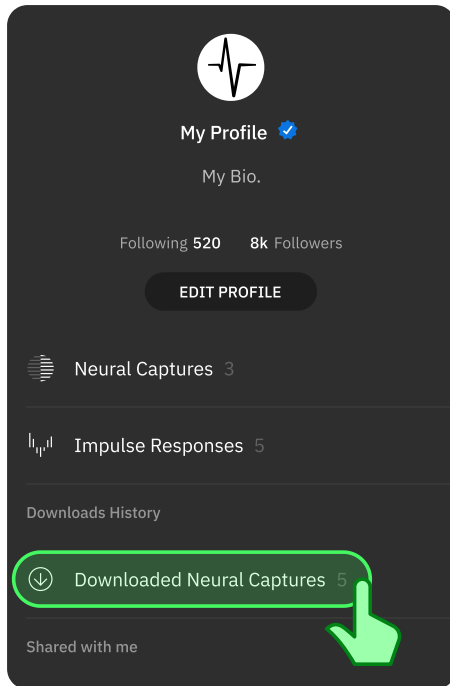 My Profile
My Bio.
Following 520 8k Followers
EDIT PROFILE
Neural Captures 3
Impulse Responses 5
Downloads History
Downloaded Neural Captures 5
Shared with me